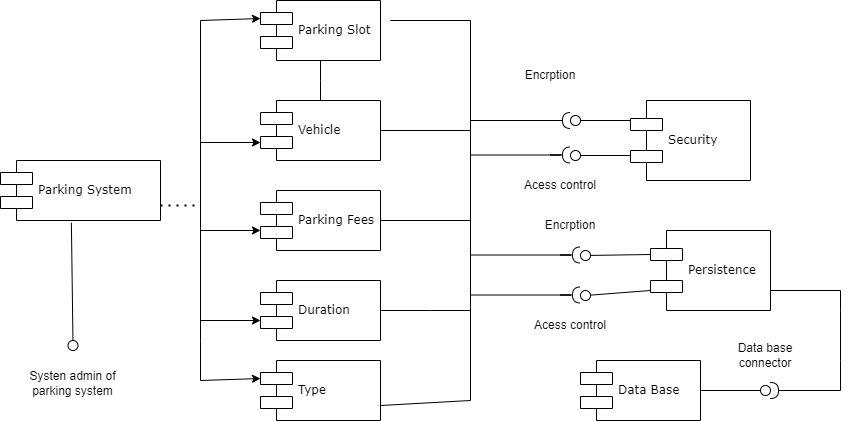 Parking Slot
Encrption
Vehicle
Security
Parking System
Acess control
Parking Fees
Encrption
Persistence
Duration
Acess control
Data base
connector
Systen admin of
parking system
Type
Data Base